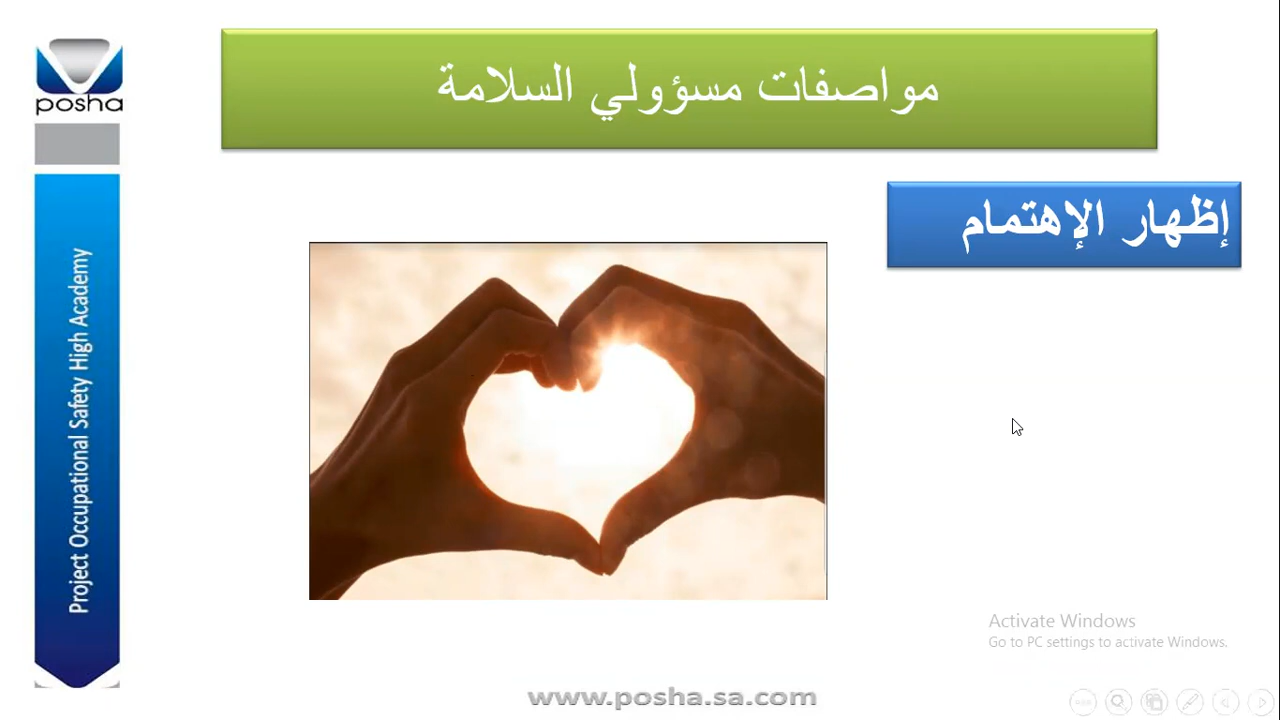 مواصفات مسؤولي السلامة
إظهار الإهتمام
posha
Project Occupational Safety High Academy
Activate Windows
Go to PC settings to activate Windows.
www.posha.sa.com